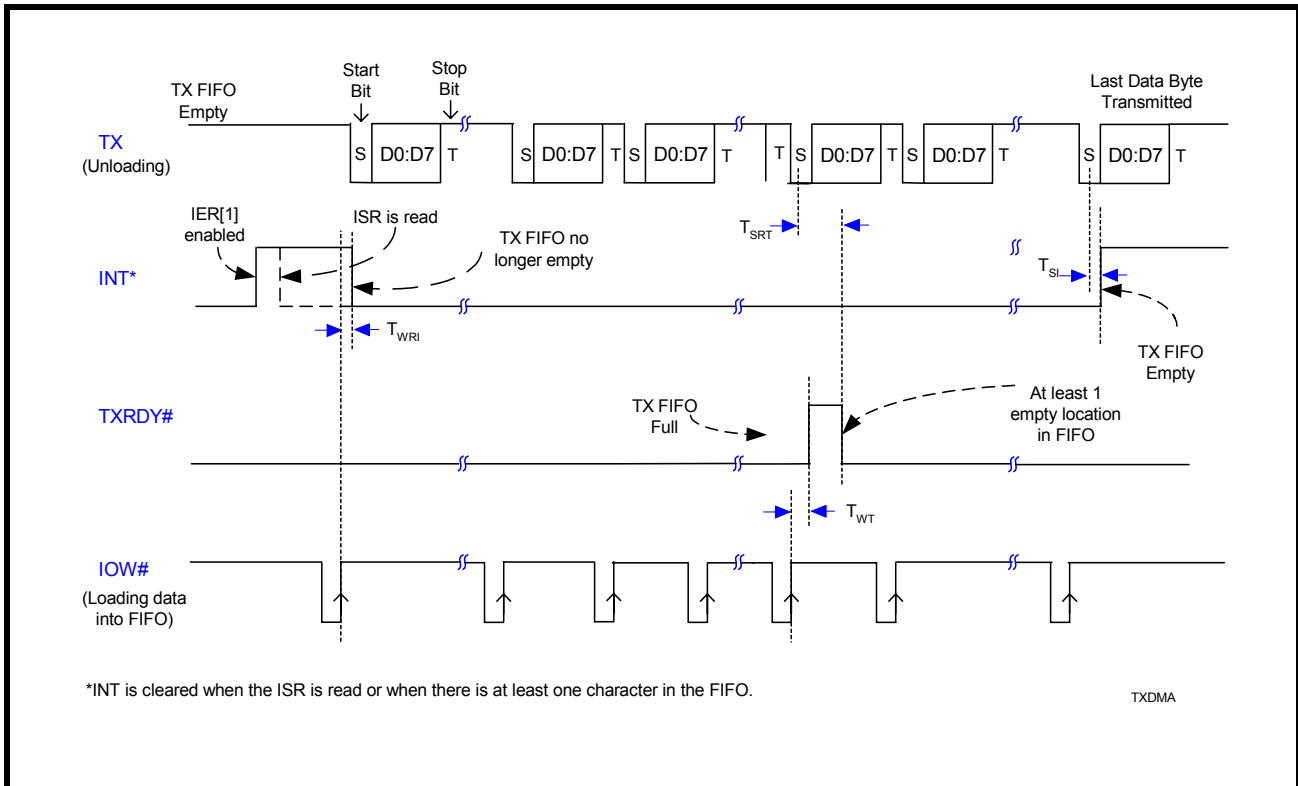 TX FIFO
Empty
Start
Bit
Stop
Bit
Last Data Byte
Transmitted
TX
(Unloading)
S D0:D7 T S D0:D7 T S D0:D7 T T S D0:D7 T S D0:D7 T S D0:D7 T
IER[1]
enabled
ISR is read
TX FIFO no
longer empty
TSRT
INT*
TSI
TWRI
TX FIFO
Empty
TXRDY#
TX FIFO
Full
At least 1
empty location
in FIFO
TWT
IOW#
(Loading data
into FIFO)
*INT is cleared when the ISR is read or when there is at least one character in the FIFO.
TXDMA